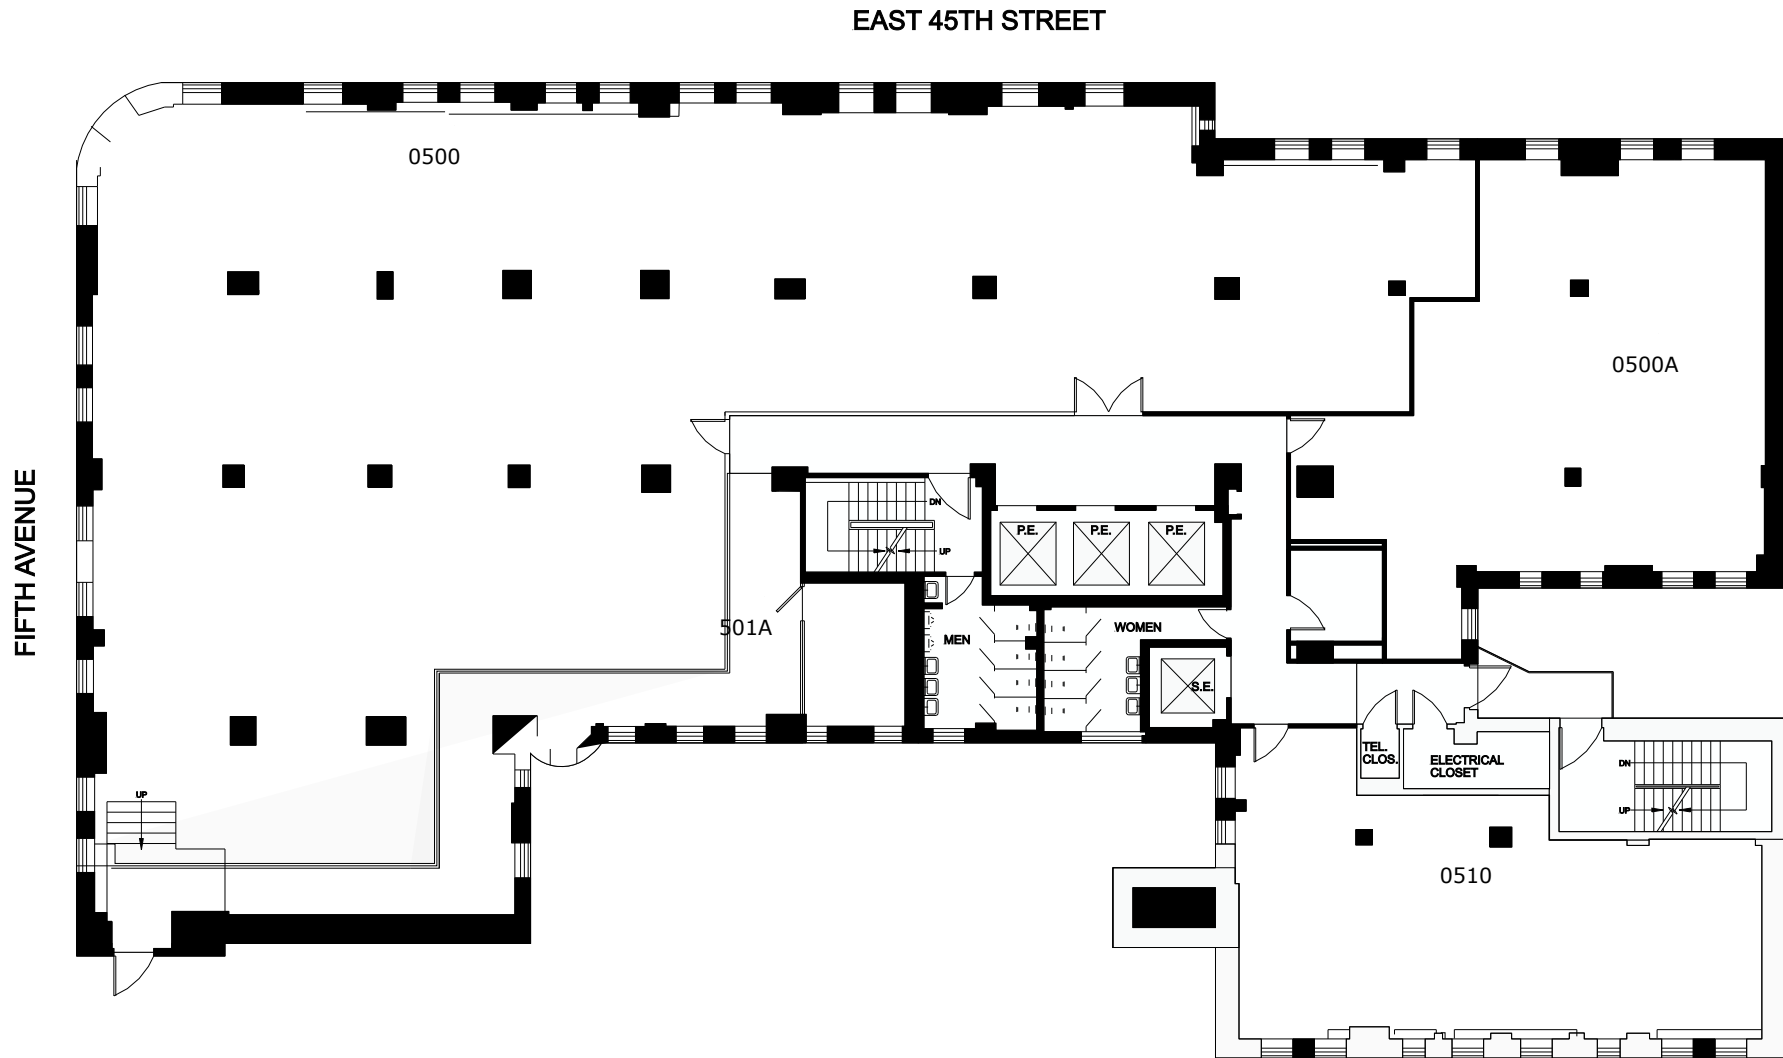 EAST 45TH STREET
0500
0500A
FIFTH AVENUE
DN
UP
P.E.
P.E.
P.E.
501A
MEN
WOMEN
S.E.
TEL.
CLOS.
ELECTRICAL
CLOSET
DN
UP
UP
0510